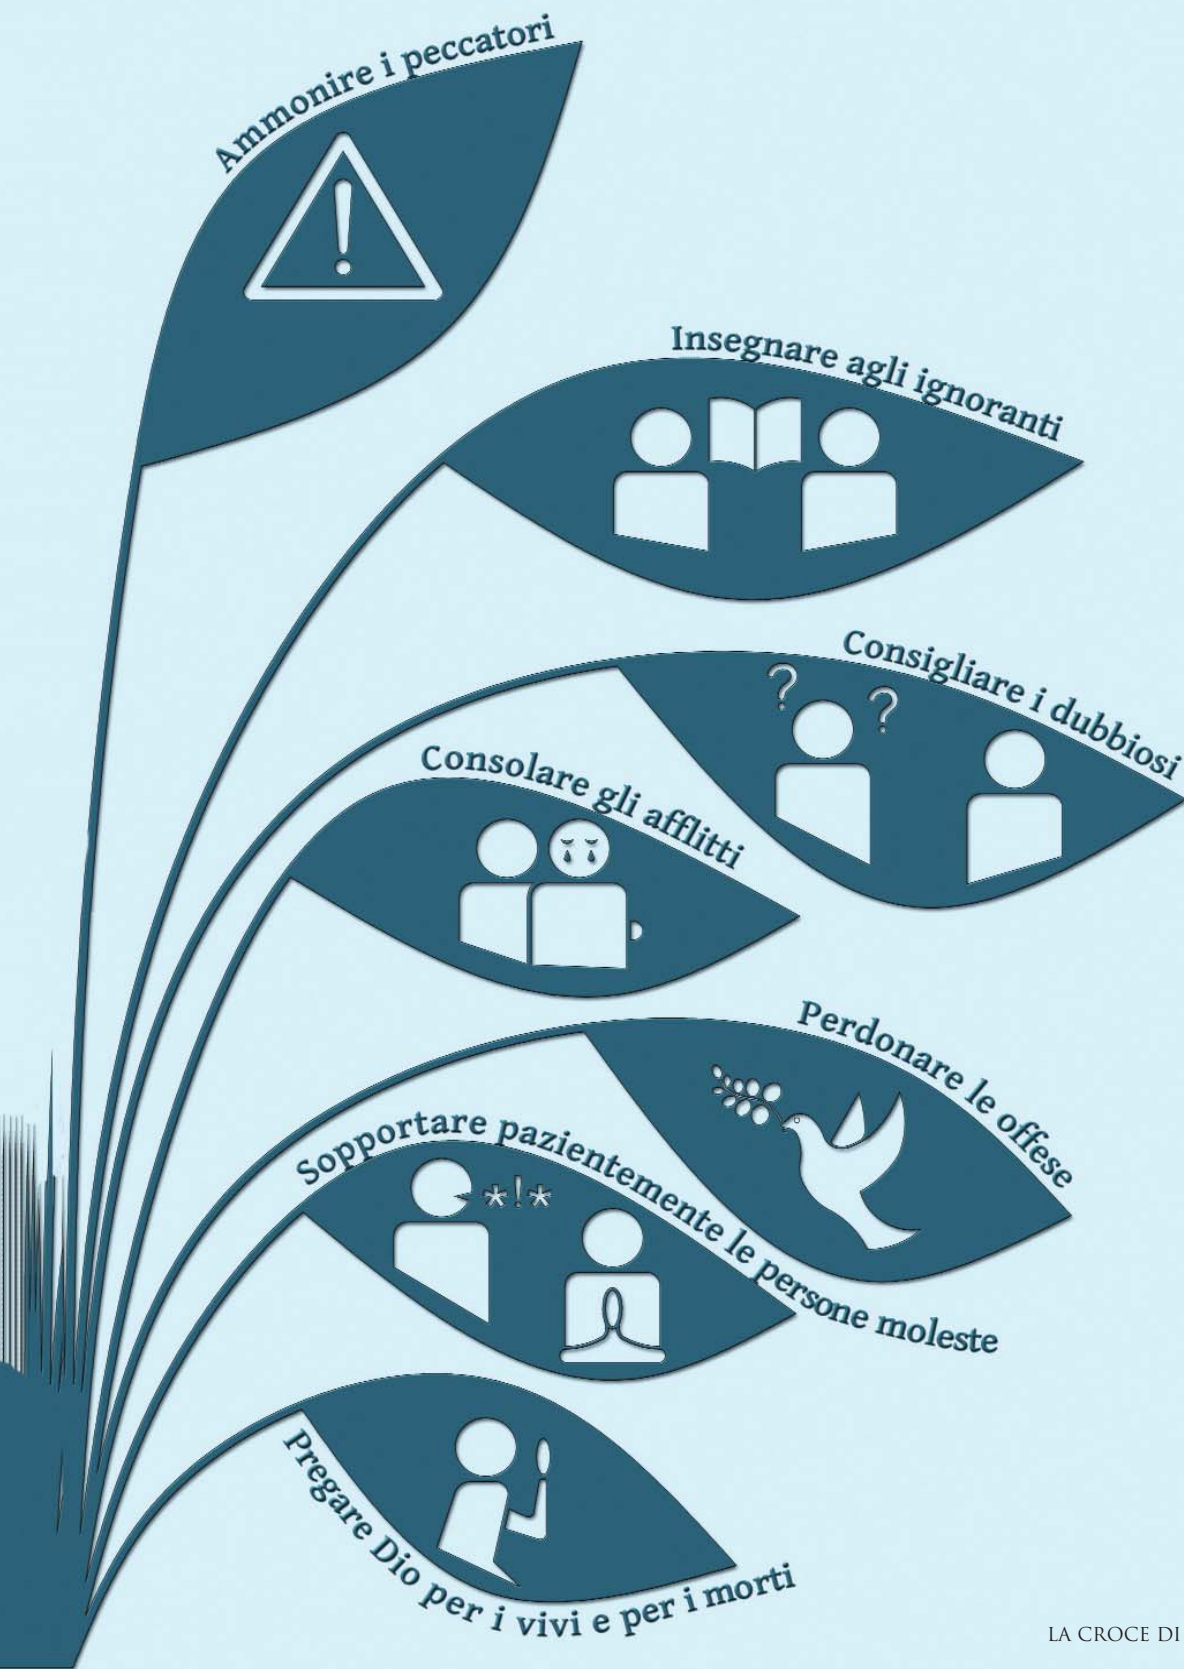 Ammonire i peccatori
Insegnare agli ignoranti
Consigliare i dubbiosi
? ?
Consolare gli afflitti
Perdonare le offese
Sopportare pazientemente le persone moleste
*!*
Pregare Dio per i vivi e per i morti
LA CROCE DI